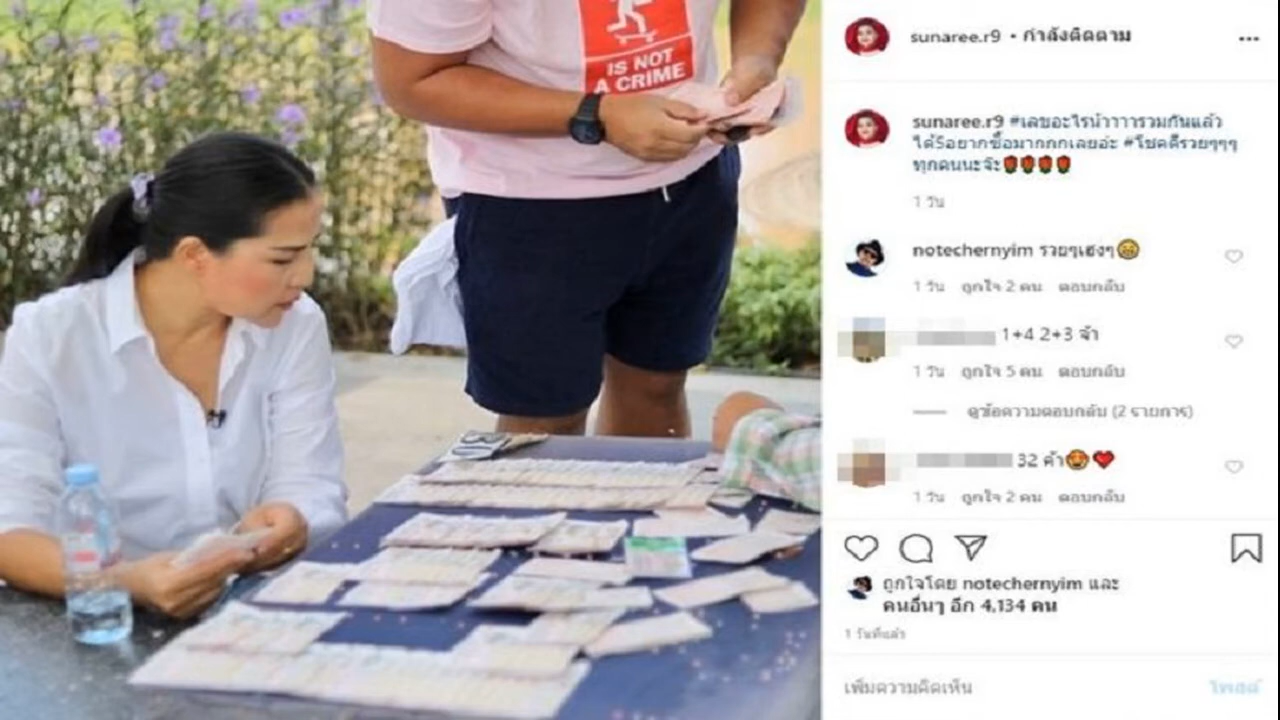 IS NOT
A CRIME
sunaree.r9 • กำลังติดตาม
sunaree.r9 #เลขอะไรน้าาาารวมกันแล้ว
ได้5อยากซื้อมากกกเลยอ่ะ #โชคดีรวยๆๆๆ
ทุกคนนะจ๊ะ🌹🌹🌹🌹
1 วัน
notechernyim รวยๆเฮงๆ😁
1 วัน ถูกใจ 2 คน ตอบกลับ
1+4 2+3 จ้า
1 วัน ถูกใจ 5 คน ตอบกลับ
ดูข้อความตอบกลับ (2 รายการ)
32 ค้า😍❤️
1 วัน ถูกใจ 2 คน ตอบกลับ
ถูกใจโดย notechernyim และ
คนอื่นๆ อีก 4,134 คน
1 วันที่แล้ว
เพิ่มความคิดเห็น
โพสต์